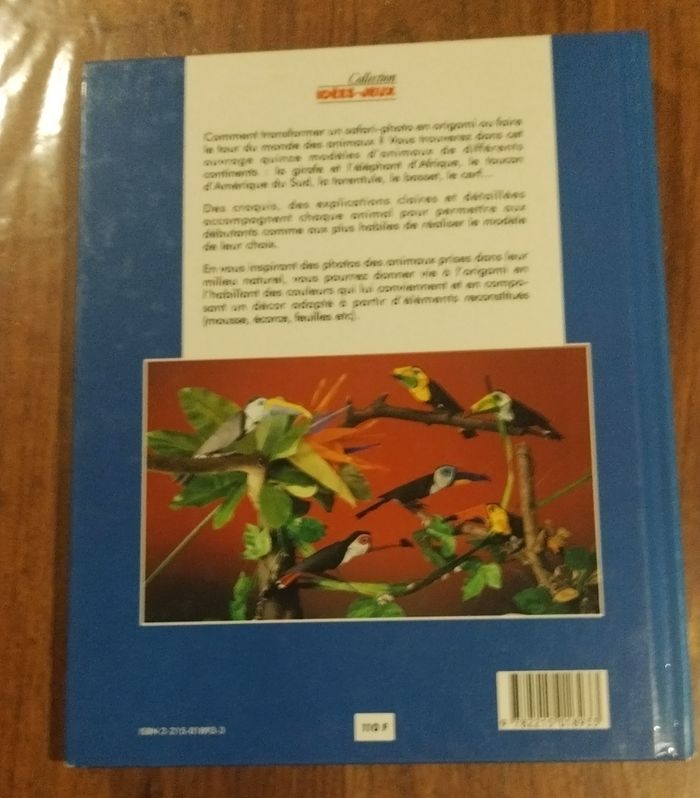 Collection
IDÉES-JEUX
Comment transformer un safari-photo en origami ou faire
le tour du monde des animaux ? Vous trouverez dans cet
ouvrage quinze modèles d'animaux de différents
continents : la girafe et l'éléphant d'Afrique, le toucan
d'Amérique du Sud, la tarentule, le basset, le cerf...
Des croquis, des explications claires et détaillées
accompagnent chaque animal pour permettre aux
débutants comme aux plus habiles de réaliser le modèle
de leur choix.
En vous inspirant des photos des animaux prises dans leur
milieu naturel, vous pourrez donner vie à l'origami en
l'habillant des couleurs qui lui conviennent et en compo-
sant un décor adapté à partir d'éléments reconstitués
(mousse, écorce, feuilles etc).
ISBN
F